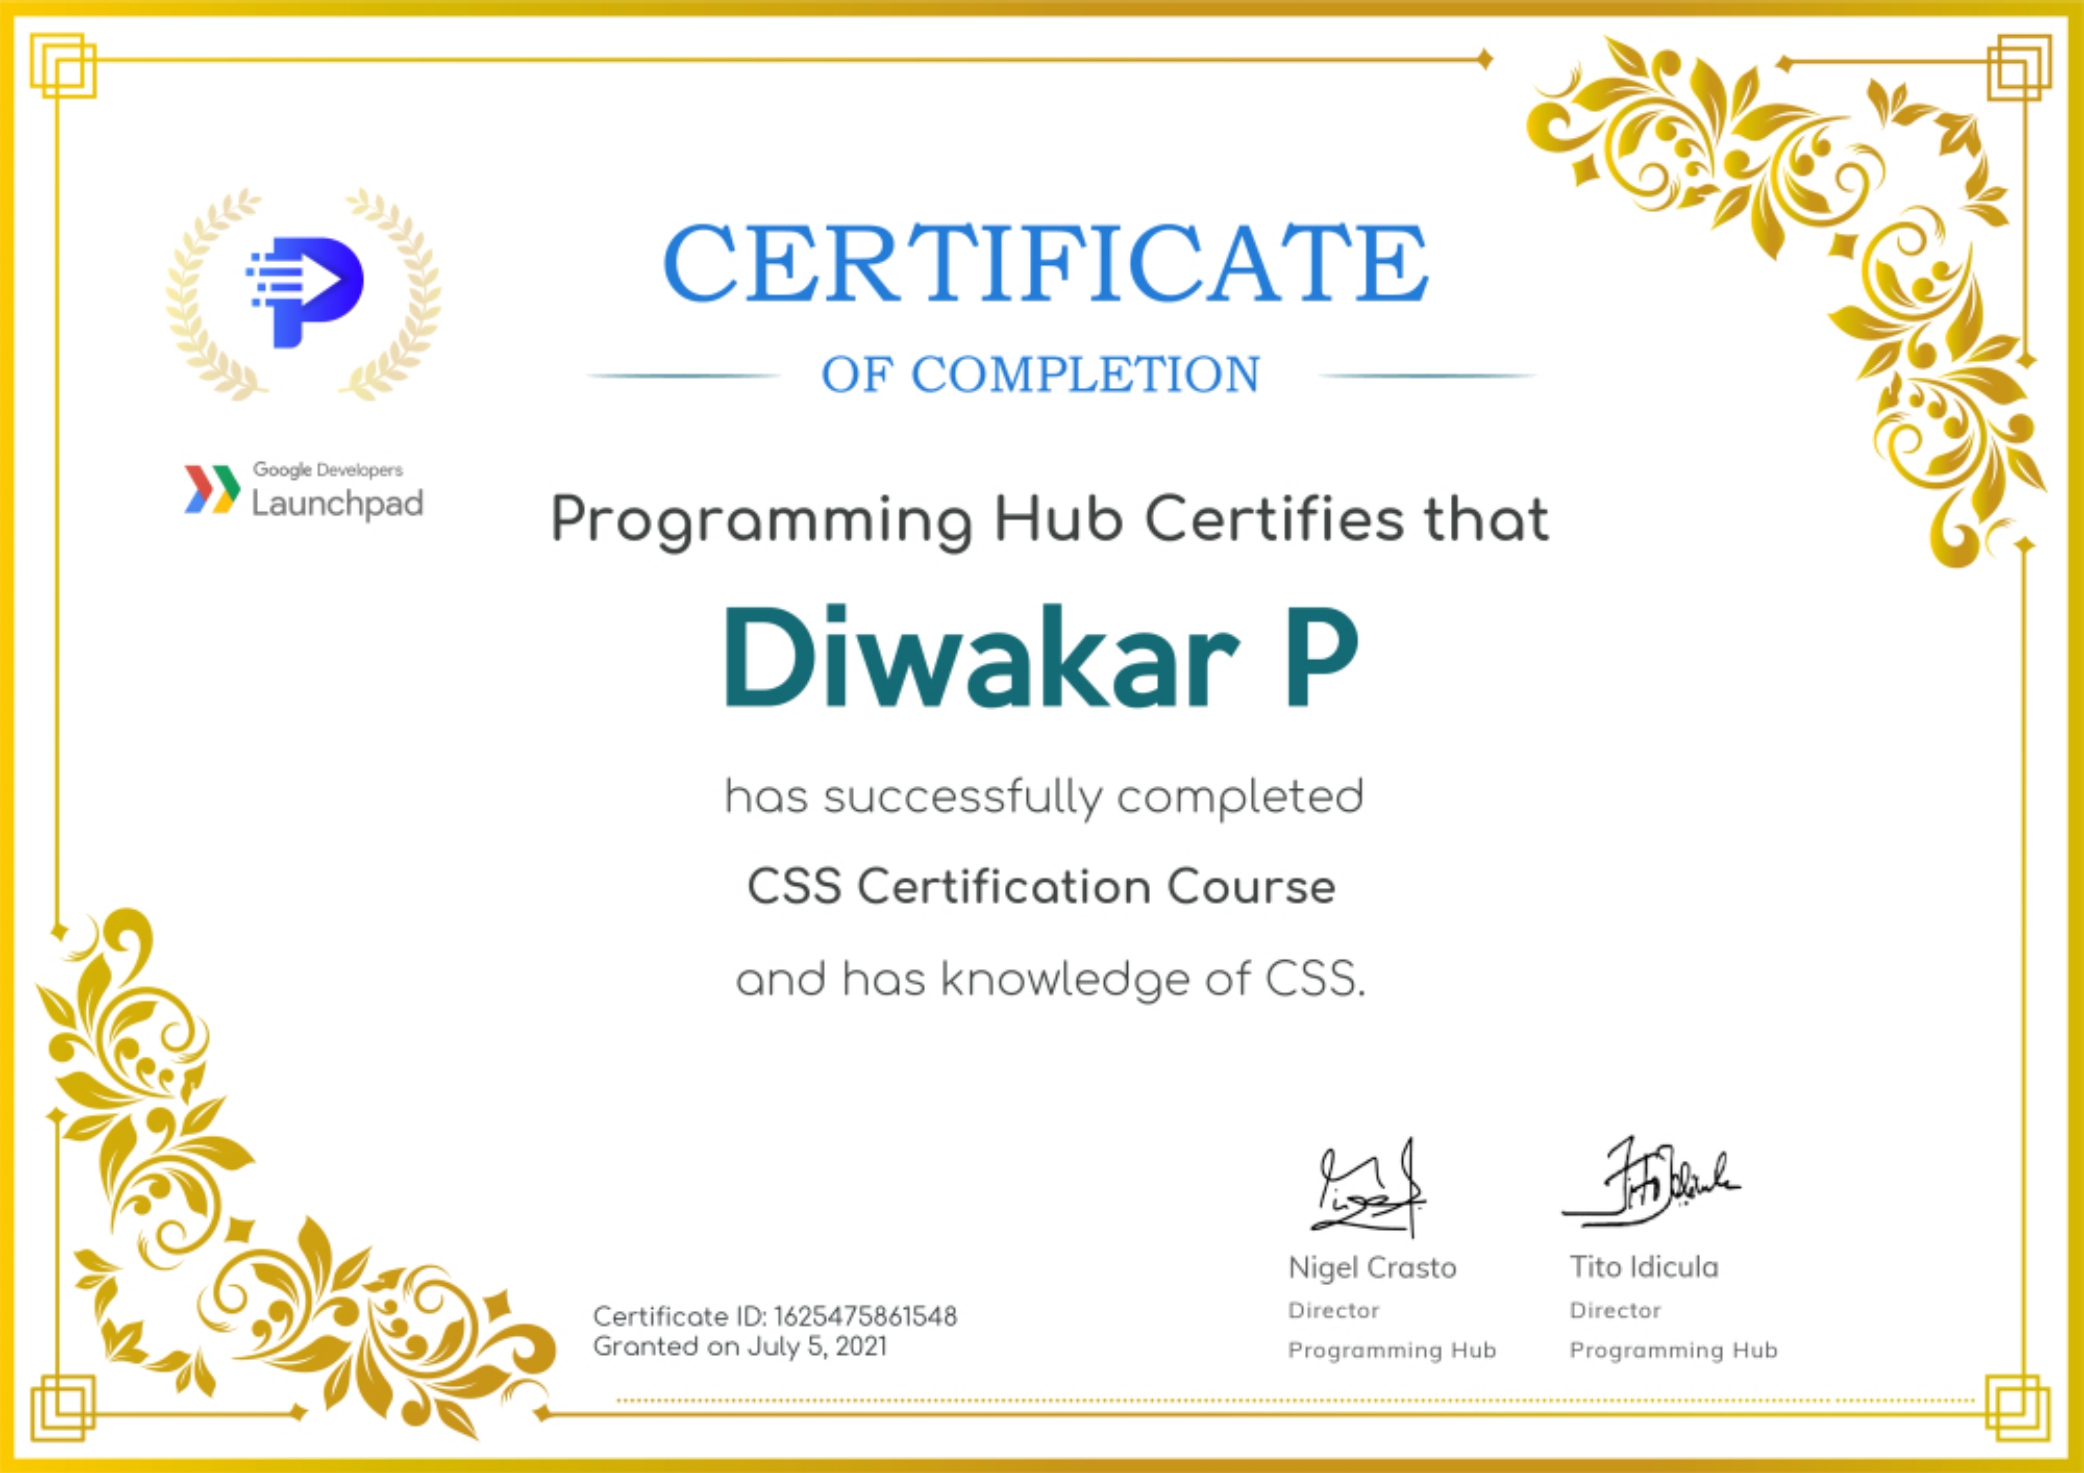 CERTIFICATE
OF COMPLETION
Google Developers
Launchpad
Programming Hub Certifies that
Diwakar P
has successfully completed
CSS Certification Course
and has knowledge of CSS.
Nigel Crasto
Director
Programming Hub
Tito Idicula
Director
Programming Hub
Certificate ID: 1625475861548
Granted on July 5, 2021